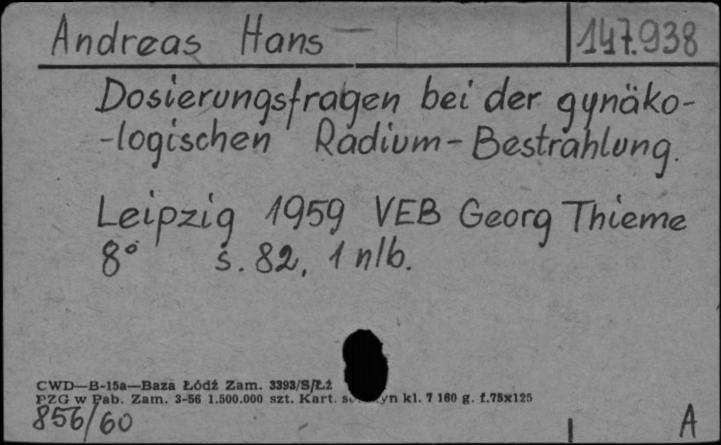 Andreas Hans 147.938
Dosierungsfragen bei der gynäko-
-logischen Radium-Bestrahlung.
Leipzig 1959 VEB Georg Thieme
8° s. 82, 1 nlb.
CWD—B-15a—Baza Łódź Zam. 3393/S/Łż
PZG w Pab. Zam. 3-56 1.500.000 szt. Kart. kl. 7 160 g. f.75x125
856/60
A